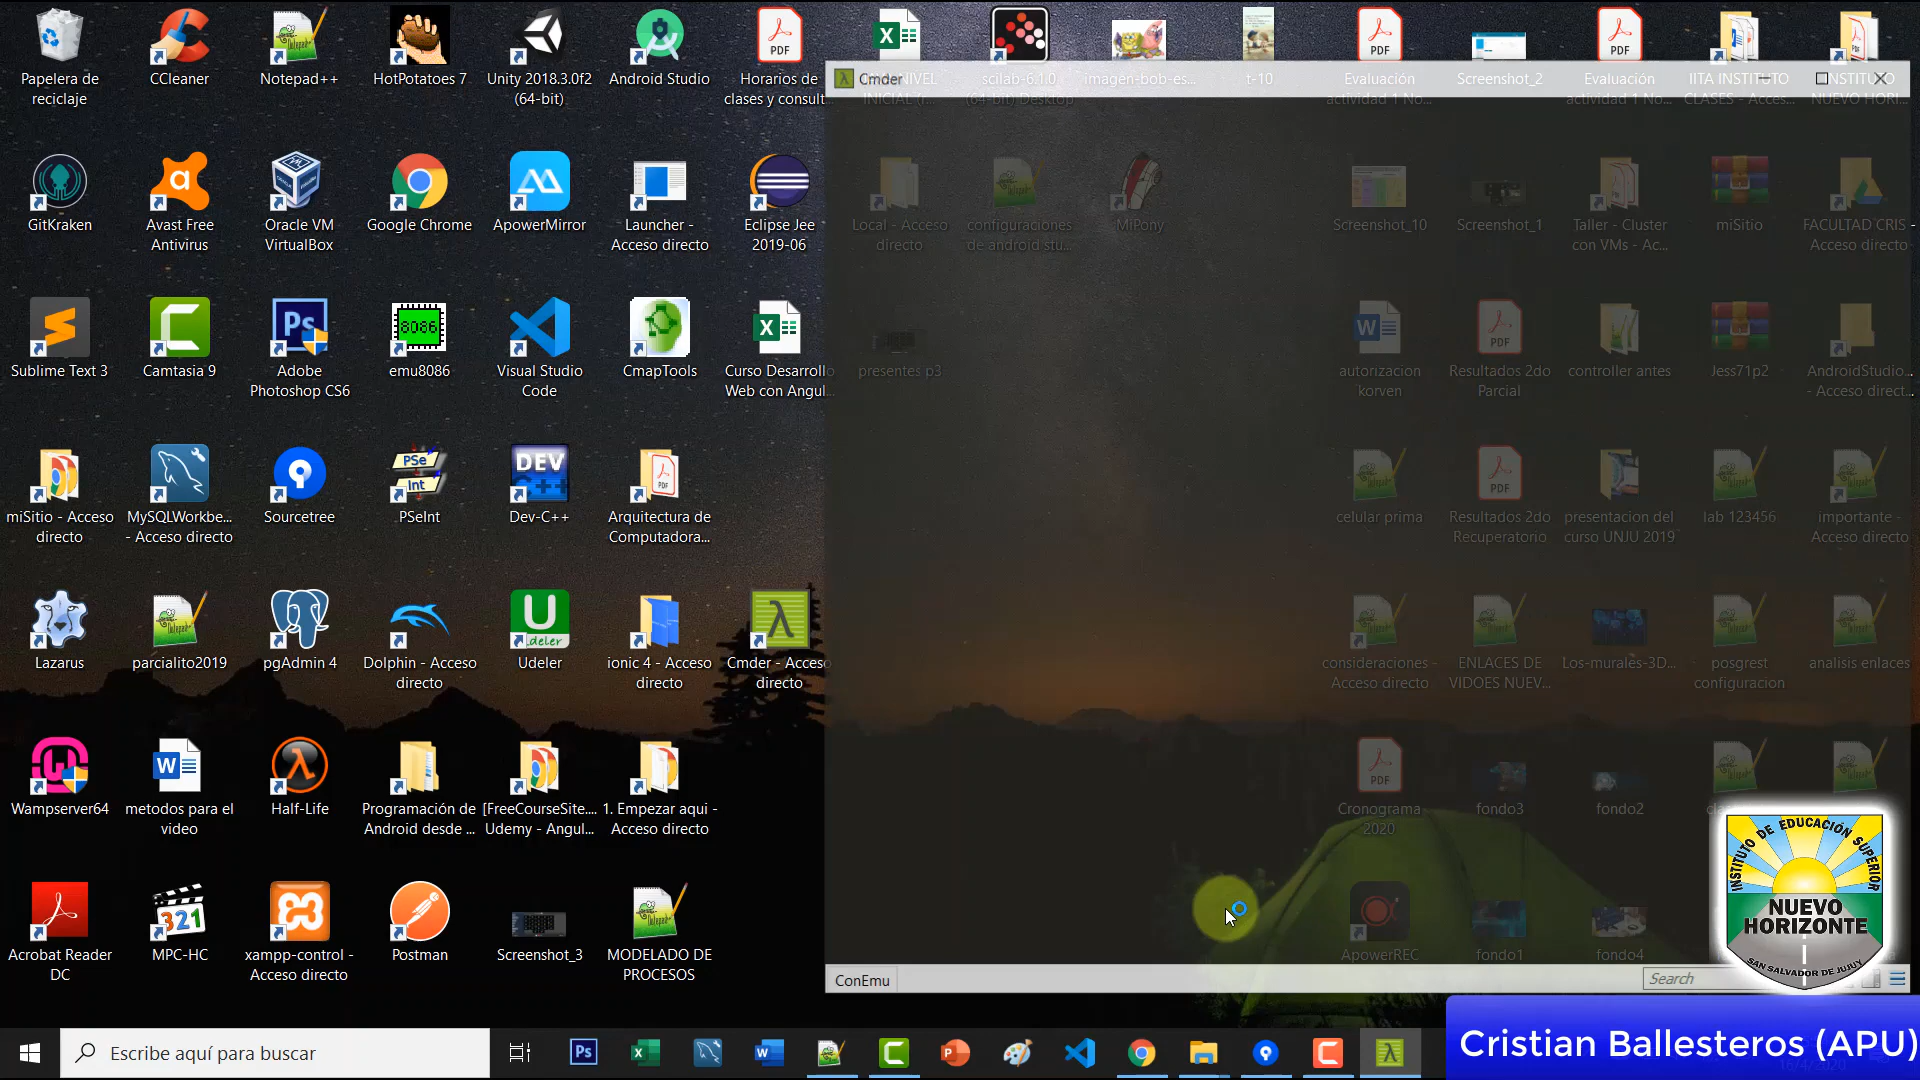 Papelera de
reciclaje
CCleaner
Notepad++
HotPotatoes 7
Unity 2018.3.0f2
(64-bit)
Android Studio
Horarios de
clases y consult...
Cmder
NIVEL
INICIAL (r...
scilab-6.1.0
(64-bit) Desktop
imagen-bob-es...
t-10
Evaluación
actividad 1 No...
Screenshot_2
Evaluación
actividad 1 No...
IITA INSTITUTO
CLASES - Acces...
INSTITUTO
NUEVO HORI...
GitKraken
Avast Free
Antivirus
Oracle VM
VirtualBox
Google Chrome
ApowerMirror
Launcher -
Acceso directo
Eclipse Jee
2019-06
Local - Acceso
directo
configuraciones
de android stu...
MiPony
Screenshot_10
Screenshot_1
Taller - Cluster
con VMs - Ac...
miSitio
FACULTAD CRIS -
Acceso directo
Sublime Text 3
Camtasia 9
Adobe
Photoshop CS6
emu8086
Visual Studio
Code
CmapTools
Curso Desarrollo
Web con Angul...
presentes p3
autorizacion
korven
Resultados 2do
Parcial
controller antes
Jess71p2
AndroidStudio...
- Acceso direct...
miSitio - Acceso
directo
MySQLWorkbe...
- Acceso directo
Sourcetree
PSeInt
Dev-C++
Arquitectura de
Computadora...
celular prima
Resultados 2do
Recuperatorio
presentacion del
curso UNJU 2019
lab 123456
importante -
Acceso directo
Lazarus
parcialito2019
pgAdmin 4
Dolphin - Acceso
directo
Udeler
ionic 4 - Acceso
directo
Cmder - Acceso
directo
consideraciones -
Acceso directo
ENLACES DE
VIDOES NUEV...
Los-murales-3D...
posgrest
configuracion
analisis enlaces
Wampserver64
metodos para el
video
Half-Life
Programación de
Android desde ...
[FreeCourseSite....
Udemy - Angul...
1. Empezar aqui -
Acceso directo
Cronograma
2020
fondo3
fondo2
Acrobat Reader
DC
MPC-HC
xampp-control -
Acceso directo
Postman
Screenshot_3
MODELADO DE
PROCESOS
ApowerREC
fondo1
fondo4
INSTITUTO DE EDUCACIÓN SUPERIOR
NUEVO
HORIZONTE
SAN SALVADOR DE JUJUY
ConEmu
Search
Escribe aquí para buscar
Cristian Ballesteros (APU)